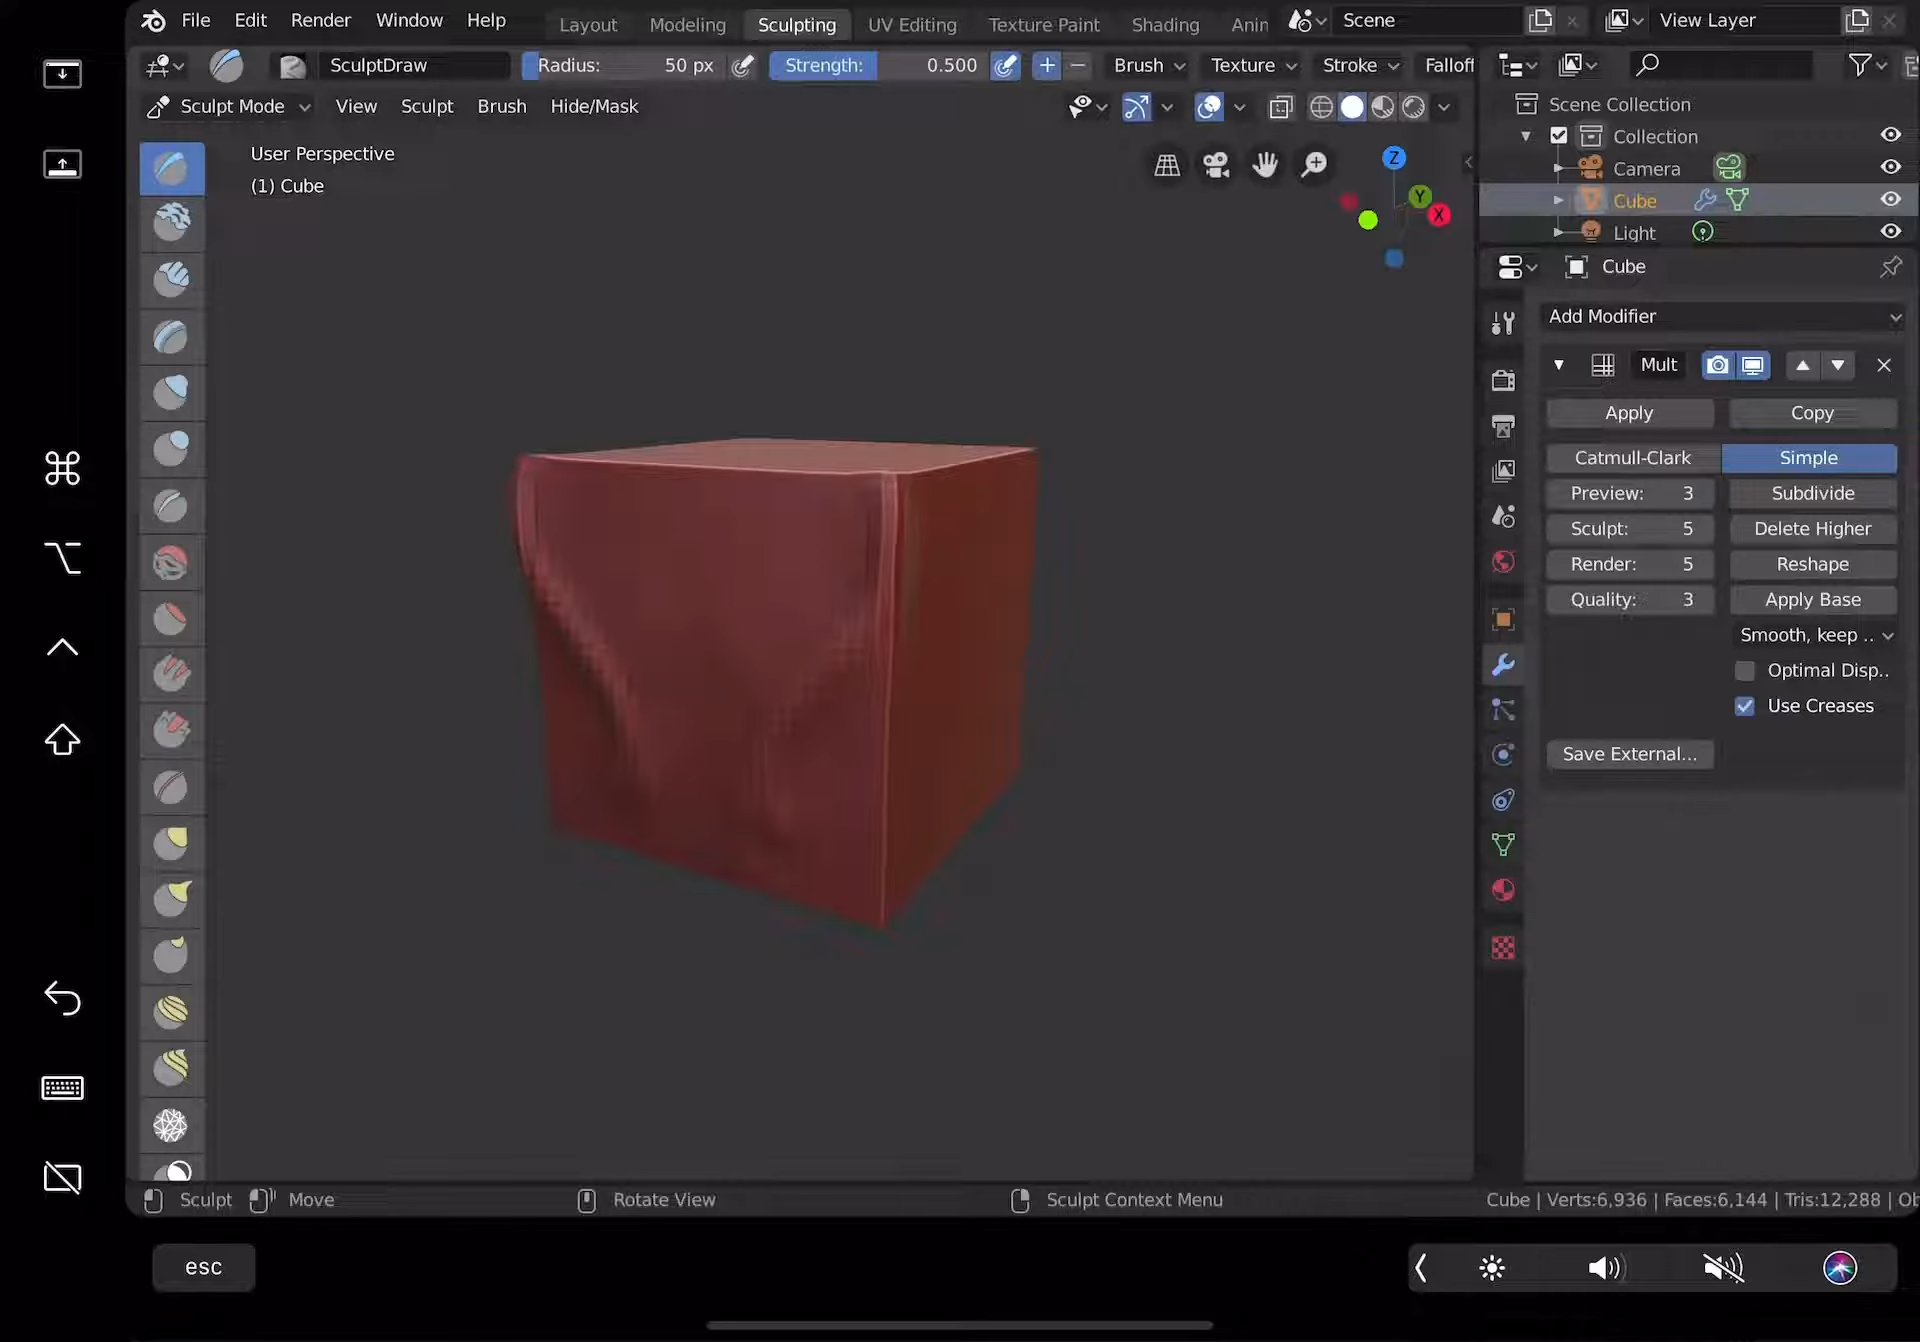 File Edit Render Window Help Layout Modeling Sculpting UV Editing Texture Paint Shading Anin Scene View Layer
SculptDraw Radius: 50 px Strength: 0.500 Brush Texture Stroke Falloff
Sculpt Mode View Sculpt Brush Hide/Mask
Scene Collection
Collection
Camera
Cube
Light
User Perspective
(1) Cube
Z
Y
X
Cube
Add Modifier
Mult
Apply Copy
Catmull-Clark Simple
Preview: 3 Subdivide
Sculpt: 5 Delete Higher
Render: 5 Reshape
Quality: 3 Apply Base
Smooth, keep ..
Optimal Disp..
Use Creases
Save External...
Sculpt Move Rotate View Sculpt Context Menu Cube | Verts:6,936 | Faces:6,144 | Tris:12,288 | Ob
esc